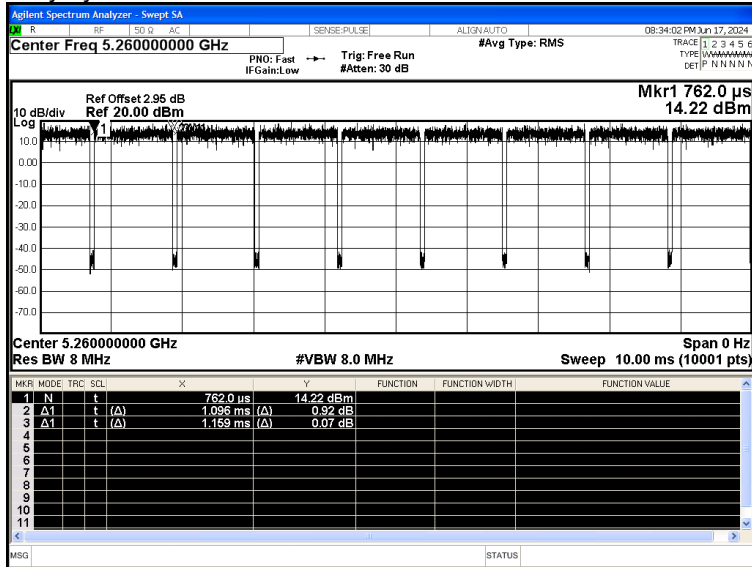 Agilent Spectrum Analyzer - Swept SA
LXI R RF 50 Ω AC SENSE:PULSE ALIGN AUTO 08:34:02 PM Jun 17, 2024
Center Freq 5.260000000 GHz #Avg Type: RMS TRACE 1 2 3 4 5 6
PNO: Fast Trig: Free Run TYPE WWWWWW
IFGain:Low #Atten: 30 dB DET P N N N N N
Mkr1 762.0 µs
14.22 dBm
Ref Offset 2.95 dB
10 dB/div Ref 20.00 dBm
Log
1
10.0
0.00
-10.0
-20.0
-30.0
-40.0
-50.0
-60.0
-70.0
Center 5.260000000 GHz Span 0 Hz
Res BW 8 MHz #VBW 8.0 MHz Sweep 10.00 ms (10001 pts)
MKR MODE TRC SCL X Y FUNCTION FUNCTION WIDTH FUNCTION VALUE
1 N t 762.0 µs 14.22 dBm
2 Δ1 t (Δ) 1.096 ms (Δ) 0.92 dB
3 Δ1 t (Δ) 1.159 ms (Δ) 0.07 dB
4
5
6
7
8
9
10
11
MSG STATUS